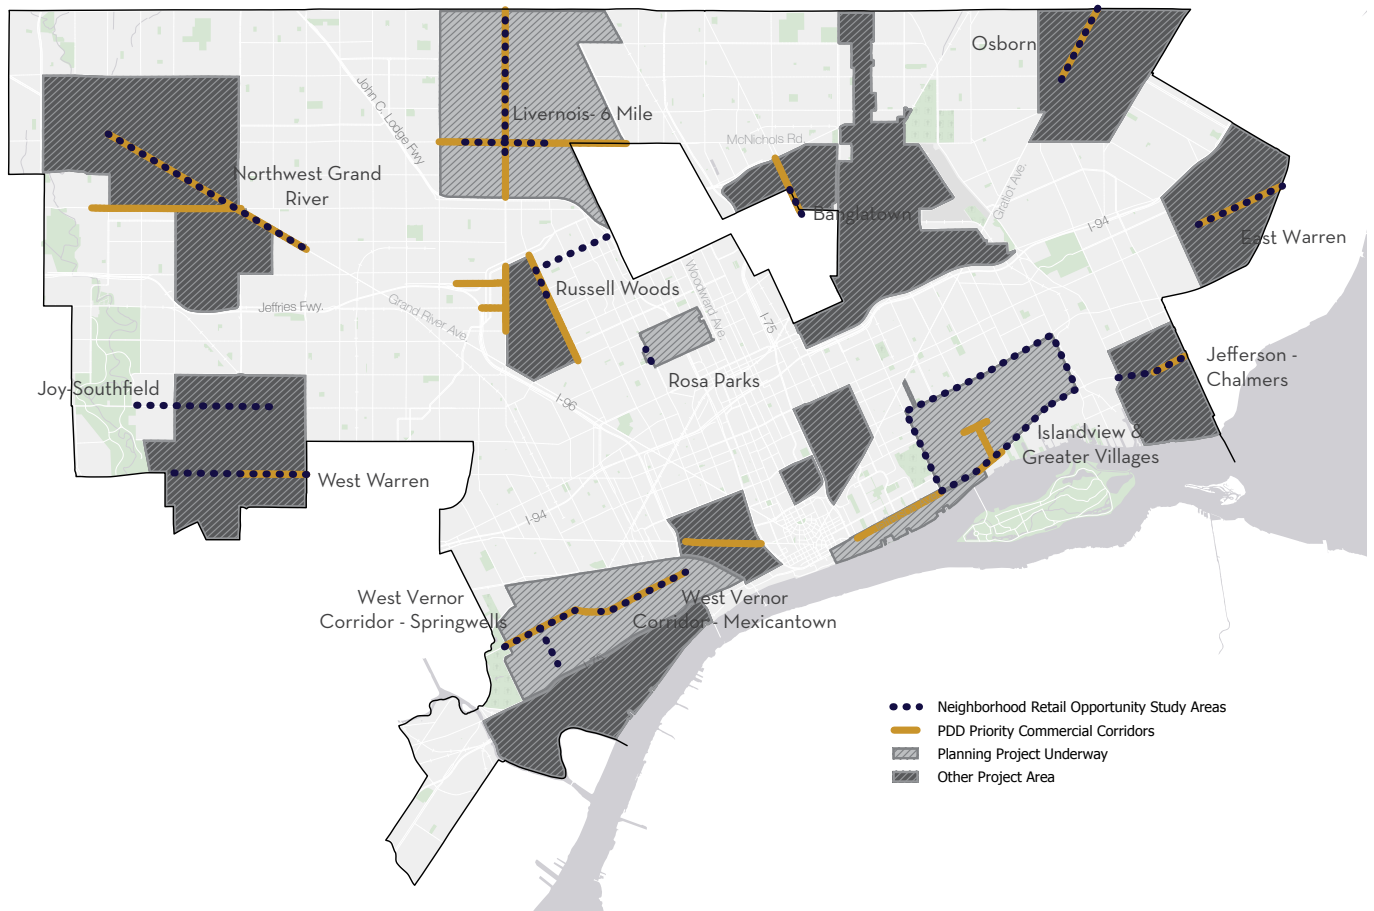 Osborn
John C. Lodge Fwy
Livernois- 6 Mile
McNichols Rd.
Northwest Grand
River
Gratiot Ave.
Banglatown
I-94
East Warren
Russell Woods
Woodward Ave.
Jeffries Fwy.
Grand River Ave.
I-75
Rosa Parks
Jefferson -
Chalmers
Joy-Southfield
I-96
Islandview &
Greater Villages
West Warren
I-94
West Vernor
Corridor - Springwells
West Vernor
Corridor - Mexicantown
Neighborhood Retail Opportunity Study Areas
PDD Priority Commercial Corridors
Planning Project Underway
Other Project Area